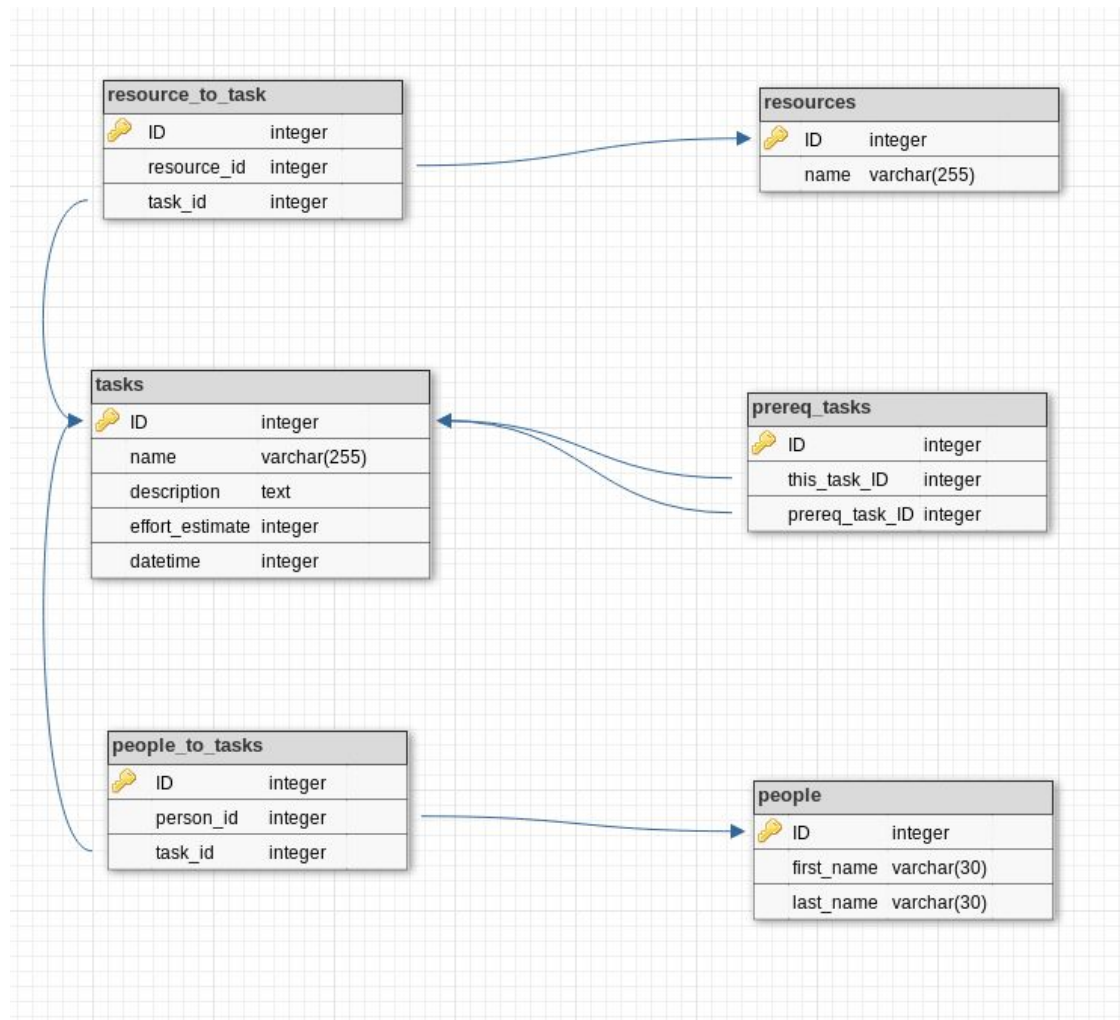 resource_to_task
ID integer
resource_id integer
task_id integer
resources
ID integer
name varchar(255)
tasks
ID integer
name varchar(255)
description text
effort_estimate integer
datetime integer
prereq_tasks
ID integer
this_task_ID integer
prereq_task_ID integer
people_to_tasks
ID integer
person_id integer
task_id integer
people
ID integer
first_name varchar(30)
last_name varchar(30)